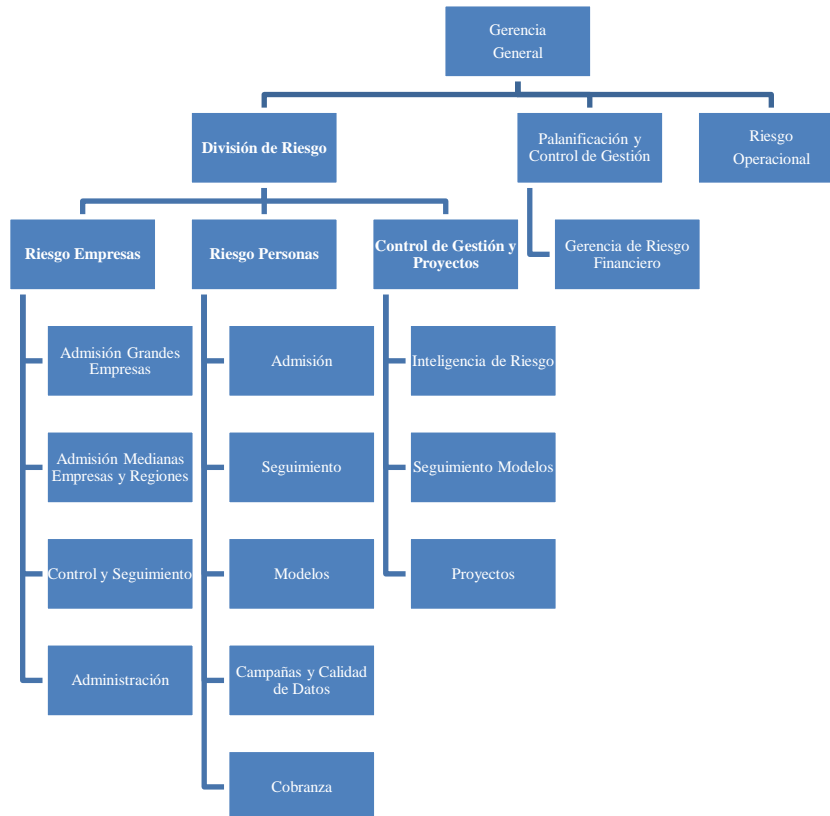 Gerencia
General
División de Riesgo
Palanificación y
Control de Gestión
Riesgo
Operacional
Riesgo Empresas
Riesgo Personas
Control de Gestión y
Proyectos
Gerencia de Riesgo
Financiero
Admisión Grandes
Empresas
Admisión Medianas
Empresas y Regiones
Control y Seguimiento
Administración
Admisión
Seguimiento
Modelos
Campañas y Calidad
de Datos
Cobranza
Inteligencia de Riesgo
Seguimiento Modelos
Proyectos